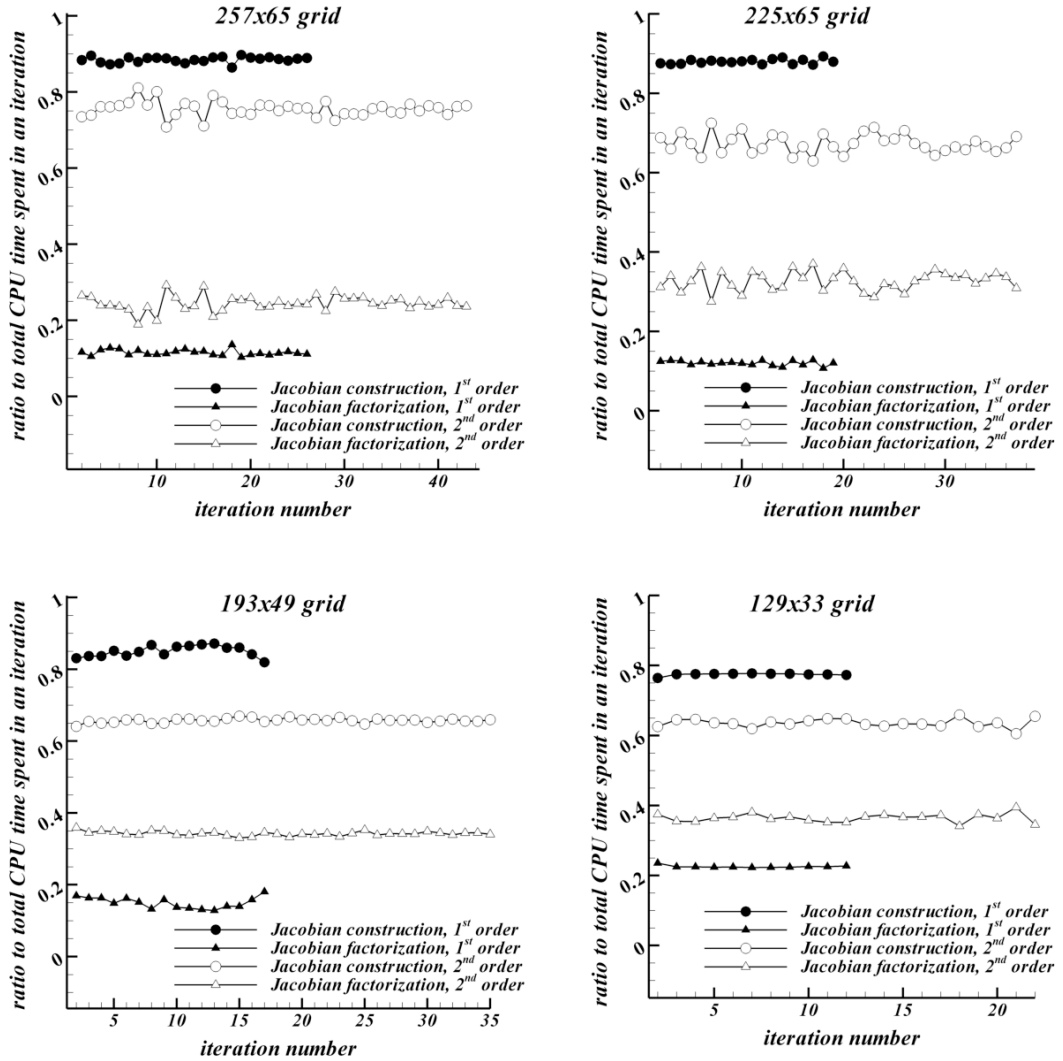 257x65 grid
ratio to total CPU time spent in an iteration
1
0.8
0.6
0.4
0.2
0
Jacobian construction, 1st order
Jacobian factorization, 1st order
Jacobian construction, 2nd order
Jacobian factorization, 2nd order
10 20 30 40
iteration number
225x65 grid
ratio to total CPU time spent in an iteration
1
0.8
0.6
0.4
0.2
0
Jacobian construction, 1st order
Jacobian factorization, 1st order
Jacobian construction, 2nd order
Jacobian factorization, 2nd order
10 20 30
iteration number
193x49 grid
ratio to total CPU time spent in an iteration
1
0.8
0.6
0.4
0.2
0
Jacobian construction, 1st order
Jacobian factorization, 1st order
Jacobian construction, 2nd order
Jacobian factorization, 2nd order
5 10 15 20 25 30 35
iteration number
129x33 grid
ratio to total CPU time spent in an iteration
1
0.8
0.6
0.4
0.2
0
Jacobian construction, 1st order
Jacobian factorization, 1st order
Jacobian construction, 2nd order
Jacobian factorization, 2nd order
5 10 15 20
iteration number